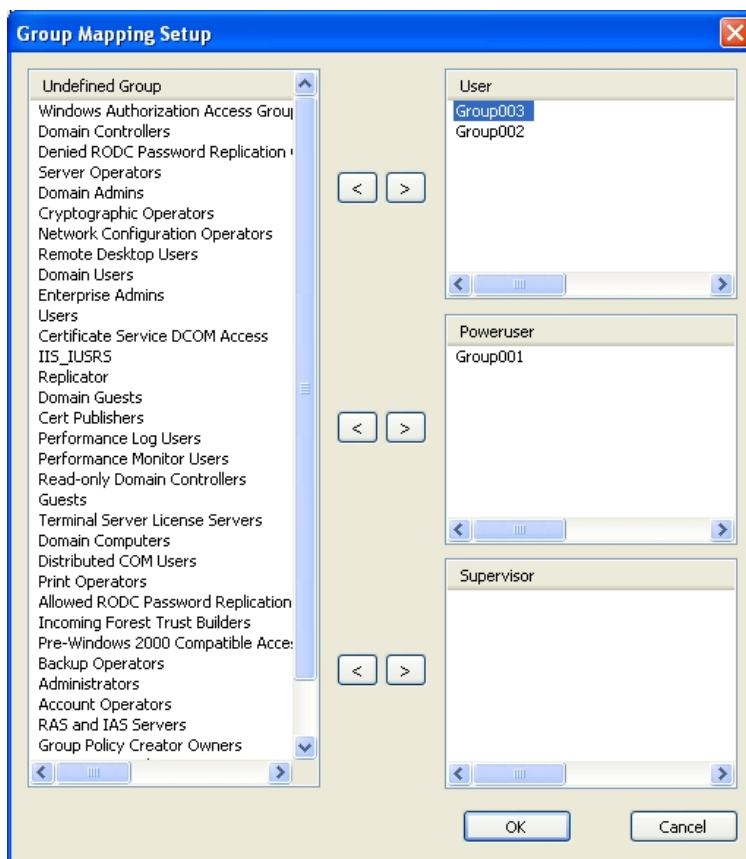 Group Mapping Setup
Undefined Group
Windows Authorization Access Grou
Domain Controllers
Denied RODC Password Replication
Server Operators
Domain Admins
Cryptographic Operators
Network Configuration Operators
Remote Desktop Users
Domain Users
Enterprise Admins
Users
Certificate Service DCOM Access
IIS_IUSRS
Replicator
Domain Guests
Cert Publishers
Performance Log Users
Performance Monitor Users
Read-only Domain Controllers
Guests
Terminal Server License Servers
Domain Computers
Distributed COM Users
Print Operators
Allowed RODC Password Replication
Incoming Forest Trust Builders
Pre-Windows 2000 Compatible Acce
Backup Operators
Administrators
Account Operators
RAS and IAS Servers
Group Policy Creator Owners
< >
< >
< >
User
Group003
Group002
Poweruser
Group001
Supervisor
OK
Cancel